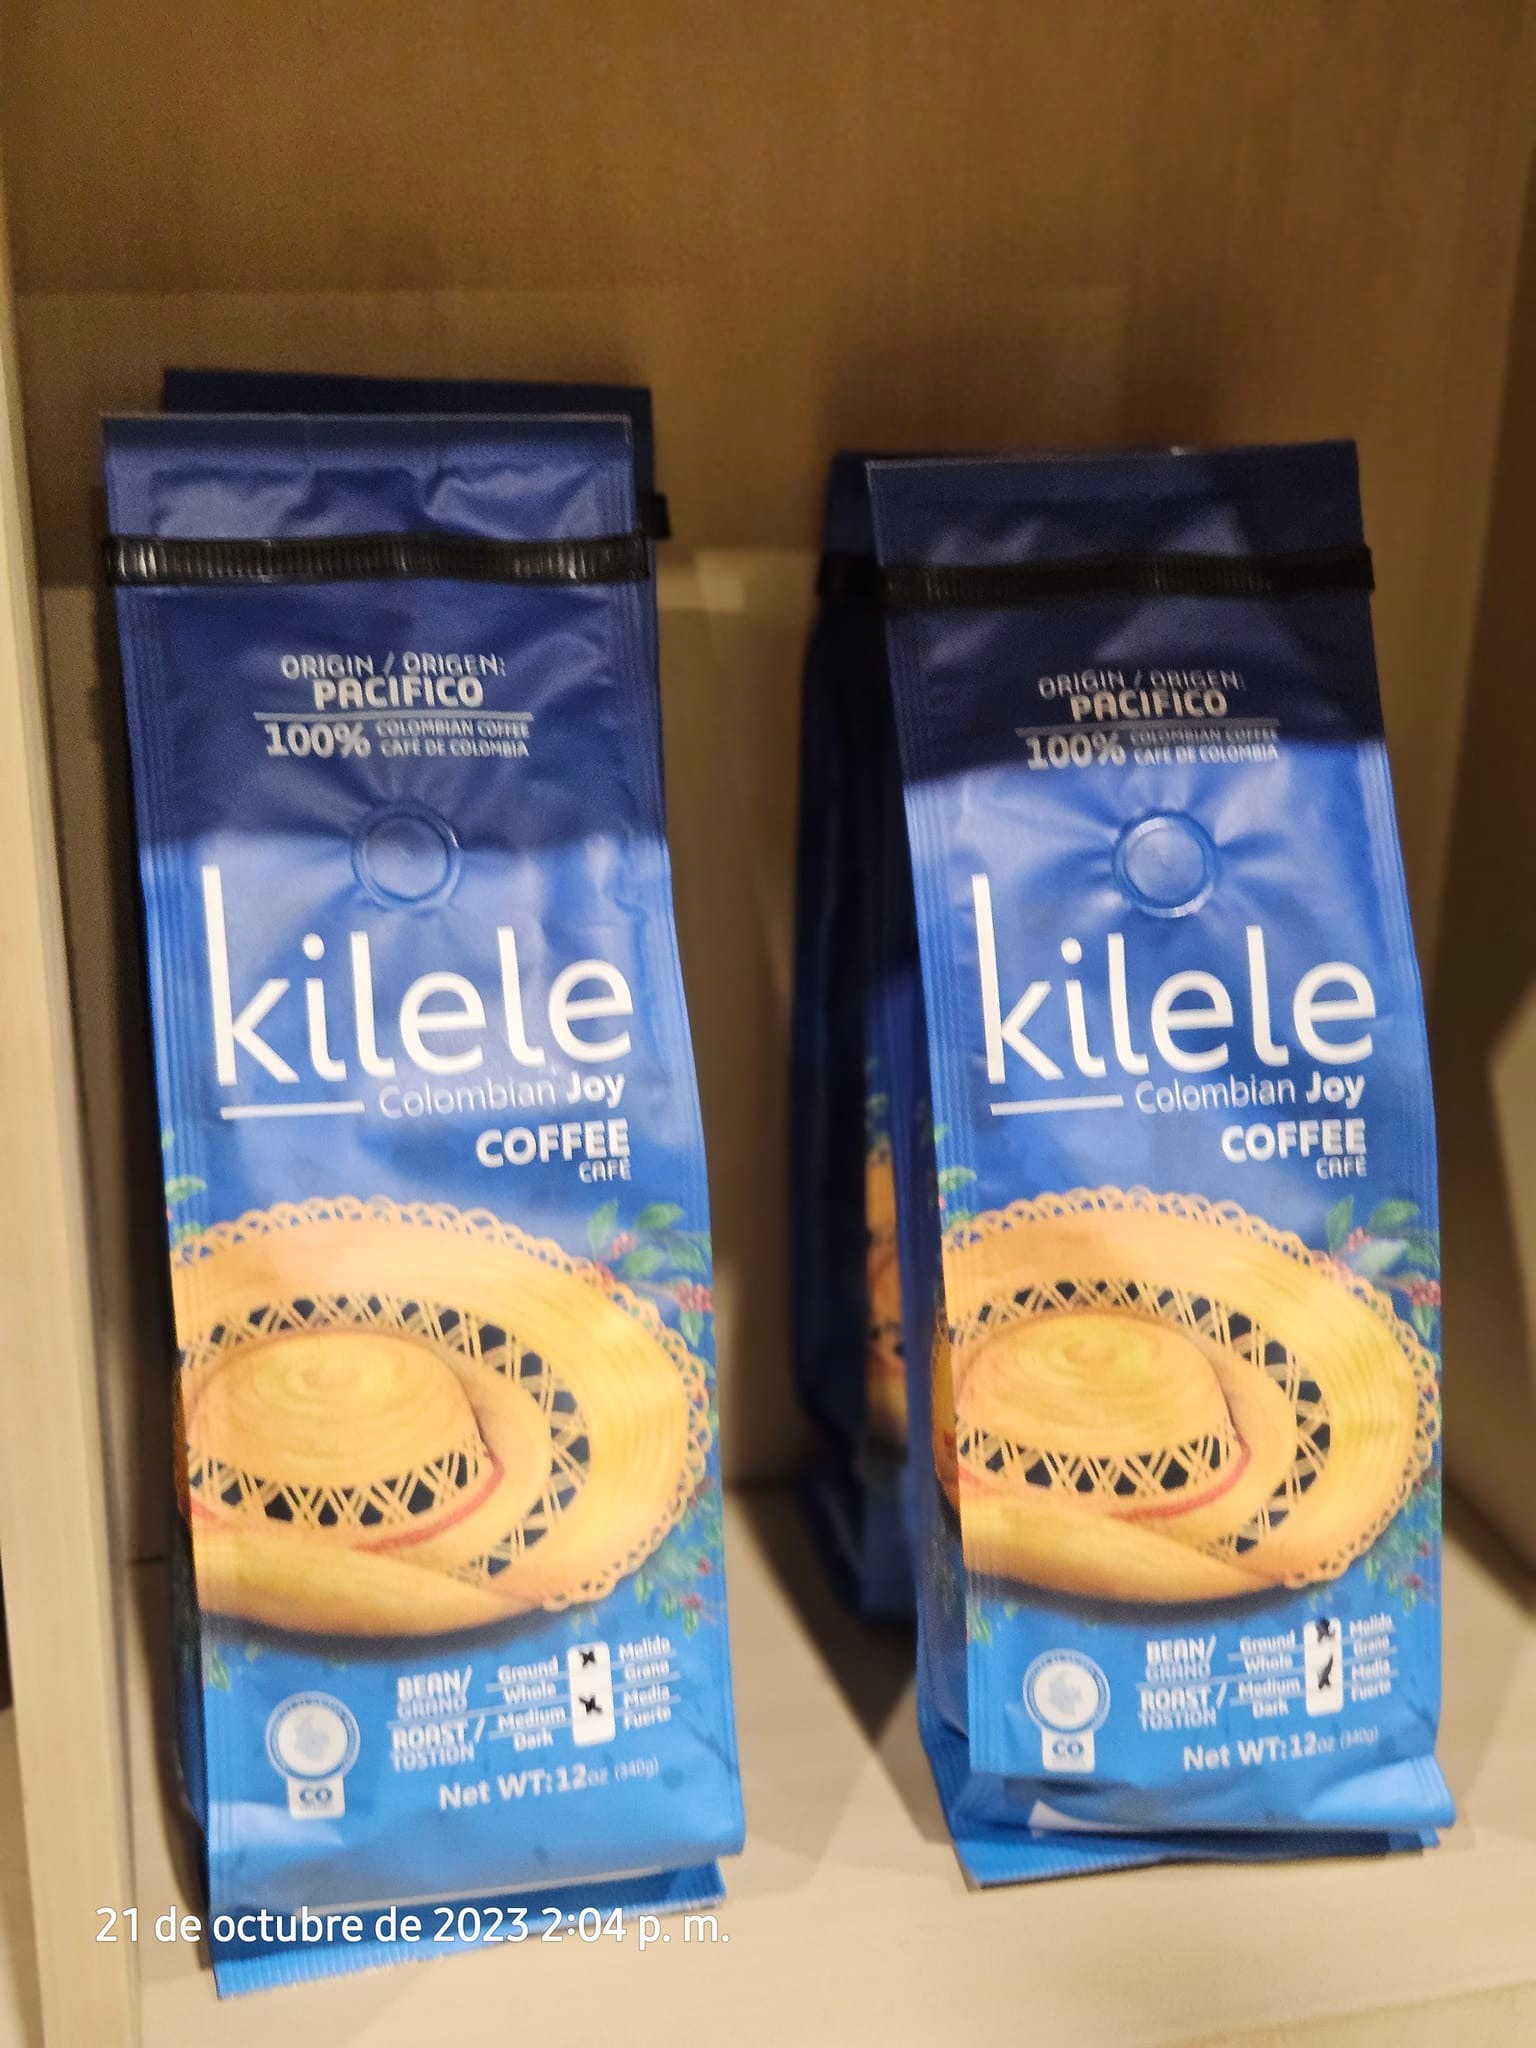 ORIGIN / ORIGEN:
PACIFICO
100% COLOMBIAN COFFEE
CAFÉ DE COLOMBIA
kilele
Colombian Joy
COFFEE
CAFÉ
BEAN/
GRANO
Ground
Whole
Molido
Grano
ROAST /
TOSTION
Medium
Dark
Media
Fuerte
CO
Net WT:12oz (340g)
ORIGIN / ORIGEN:
PACIFICO
100% COLOMBIAN COFFEE
CAFÉ DE COLOMBIA
kilele
Colombian Joy
COFFEE
CAFÉ
BEAN/
GRANO
Ground
Whole
Molido
Grano
ROAST /
TOSTION
Medium
Dark
Media
Fuerte
CO
Net WT:12oz (340g)
21 de octubre de 2023 2:04 p. m.